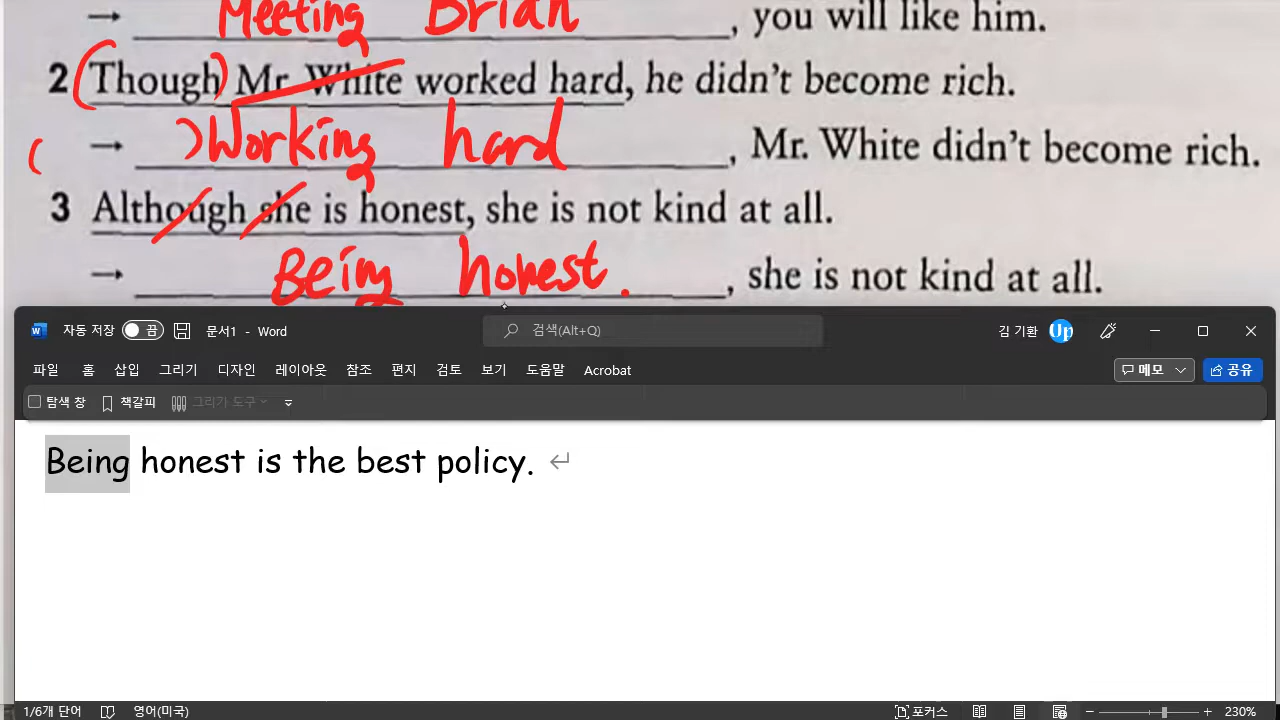 → Meeting Brian, you will like him.
2 (Though) Mr. White worked hard, he didn't become rich.
( → ) Working hard, Mr. White didn't become rich.
3 Although she is honest, she is not kind at all.
→ Being honest., she is not kind at all.
자동 저장 끔 문서1 - Word 검색(Alt+Q) 김 기환 Up
파일 홈 삽입 그리기 디자인 레이아웃 참조 편지 검토 보기 도움말 Acrobat 메모 공유
탐색 창 책갈피 그리기 도구
Being honest is the best policy.
1/6개 단어 영어(미국) 포커스 230%